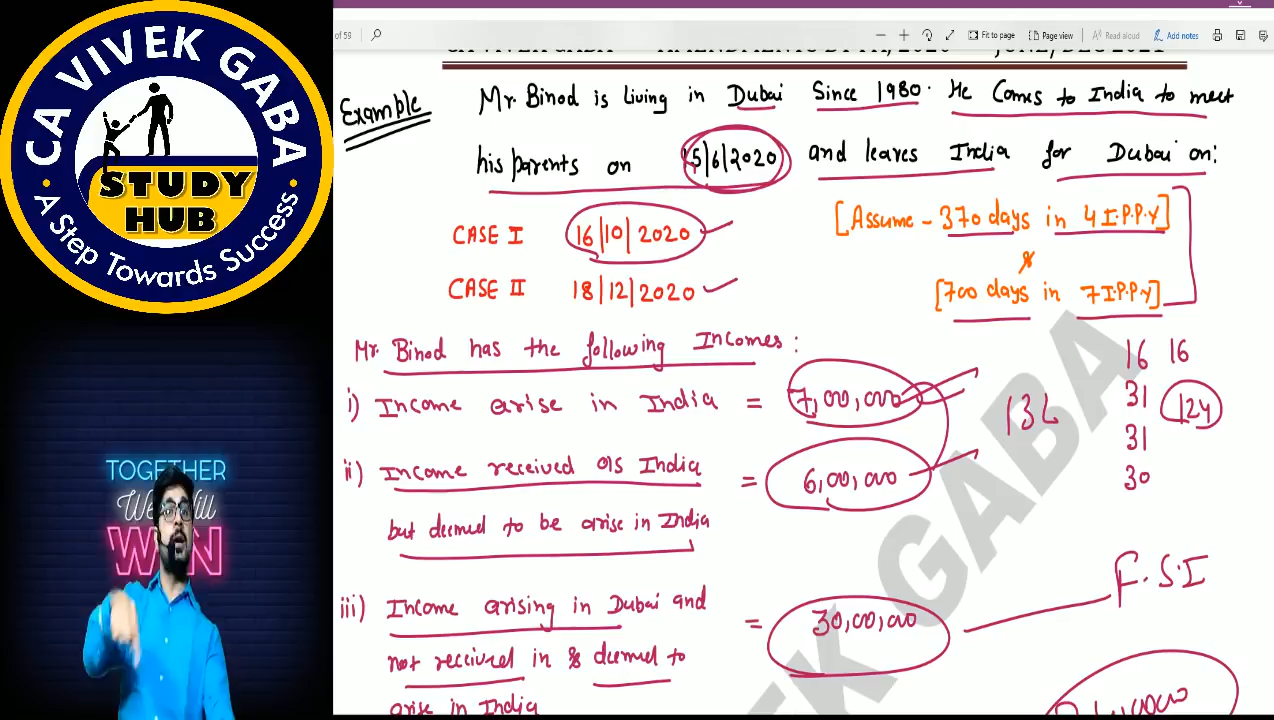 CA VIVEK GABA
STUDY
HUB
• A Step Towards Success •
TOGETHER
We Will
WIN
of 59
Fit to page
Page view
Read aloud
Add notes
Example
Mr. Binod is living in Dubai Since 1980. He Comes to India to meet
his parents on 15/6/2020 and leaves India for Dubai on:
CASE I 16/10/2020
CASE II 18/12/2020
[Assume - 370 days in 4 I.P.P.Y]
&
[700 days in 7 I.P.P.Y]
Mr. Binod has the following Incomes:
i) Income arise in India = 7,00,000
ii) Income received O/S India = 6,00,000
but deemed to be arise in India
iii) Income arising in Dubai and = 30,00,000
not received in & deemed to
arise in India
16 16
31 124
31
30
F.S.I
VEK GABA